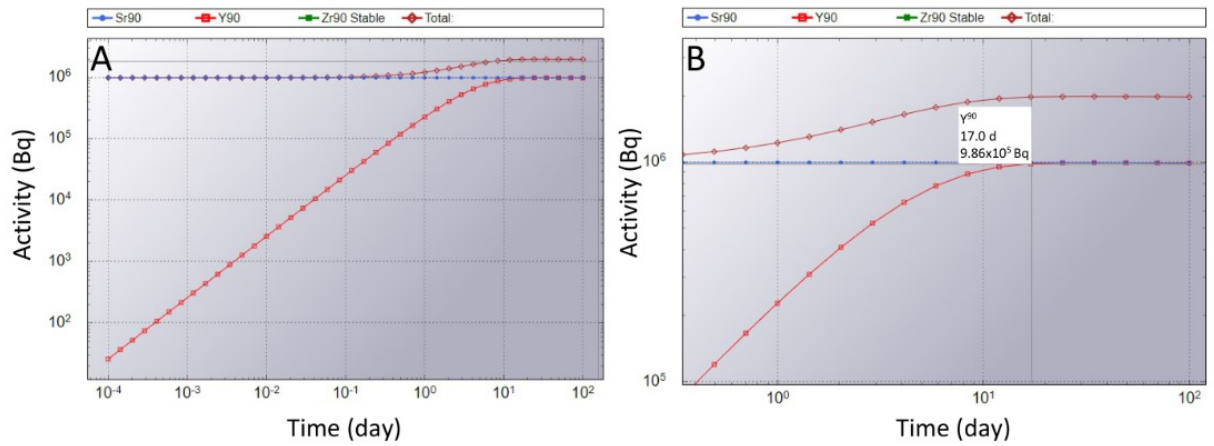 Sr90 Y90 Zr90 Stable Total:
A
Activity (Bq)
10⁶
10⁵
10⁴
10³
10²
10⁻⁴ 10⁻³ 10⁻² 10⁻¹ 10⁰ 10¹ 10²
Time (day)
Sr90 Y90 Zr90 Stable Total:
B
Activity (Bq)
Y⁹⁰
17.0 d
9.86x10⁵ Bq
10⁶
10⁵
10⁰ 10¹ 10²
Time (day)